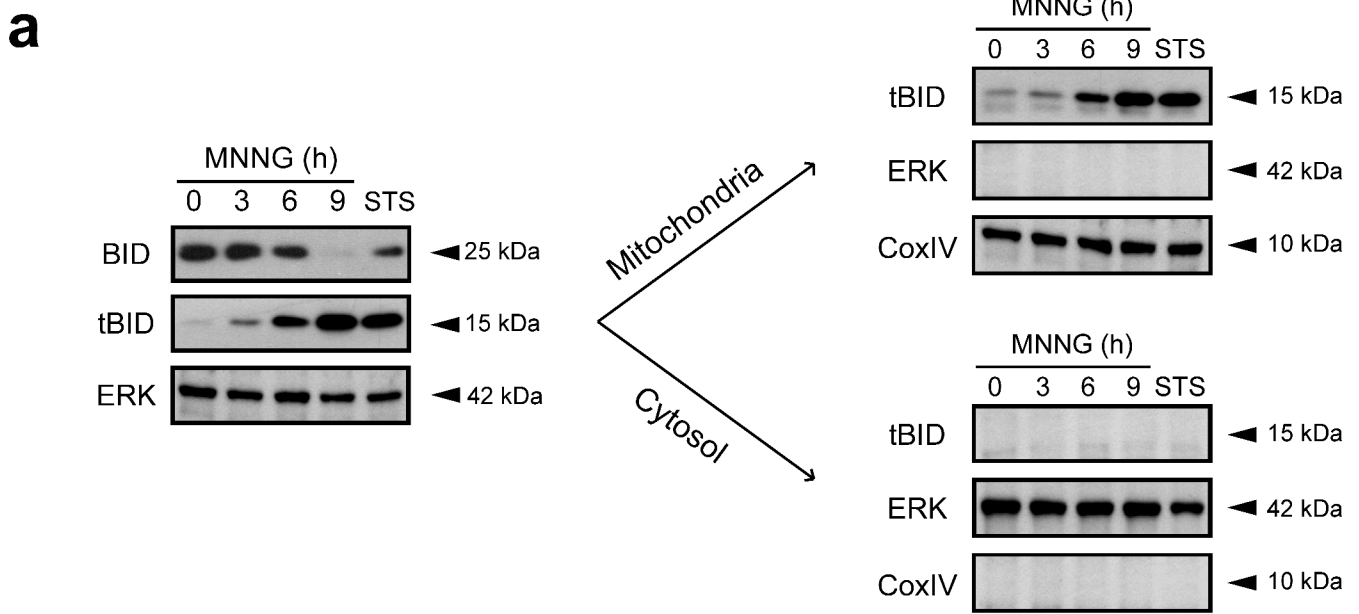 a
MNNG (h)
0 3 6 9 STS
BID 25 kDa
tBID 15 kDa
ERK 42 kDa
Mitochondria
Cytosol
MNNG (h)
0 3 6 9 STS
tBID 15 kDa
ERK 42 kDa
CoxIV 10 kDa
MNNG (h)
0 3 6 9 STS
tBID 15 kDa
ERK 42 kDa
CoxIV 10 kDa